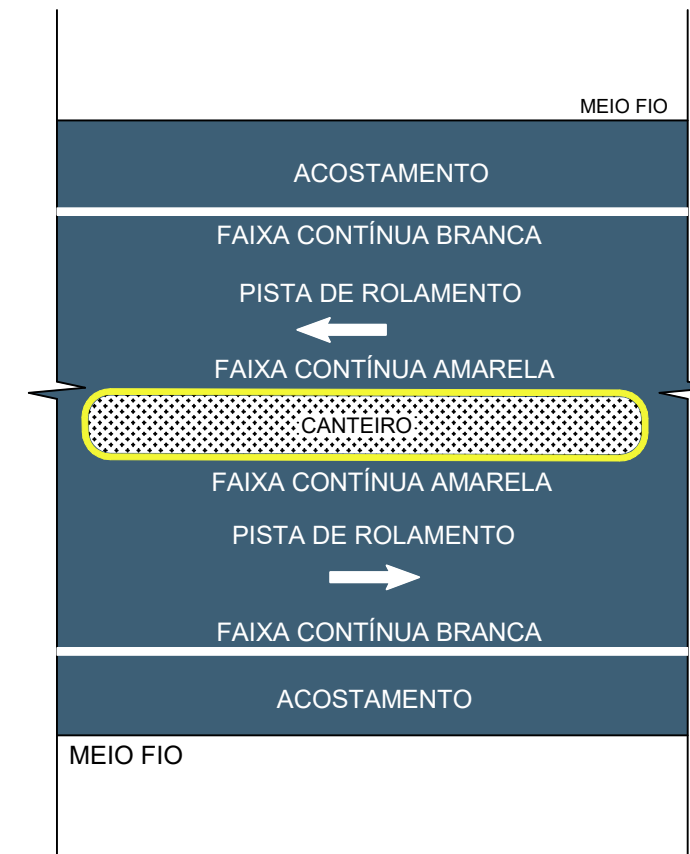 MEIO FIO
ACOSTAMENTO
FAIXA CONTÍNUA BRANCA
PISTA DE ROLAMENTO
FAIXA CONTÍNUA AMARELA
CANTEIRO
FAIXA CONTÍNUA AMARELA
PISTA DE ROLAMENTO
FAIXA CONTÍNUA BRANCA
ACOSTAMENTO
MEIO FIO